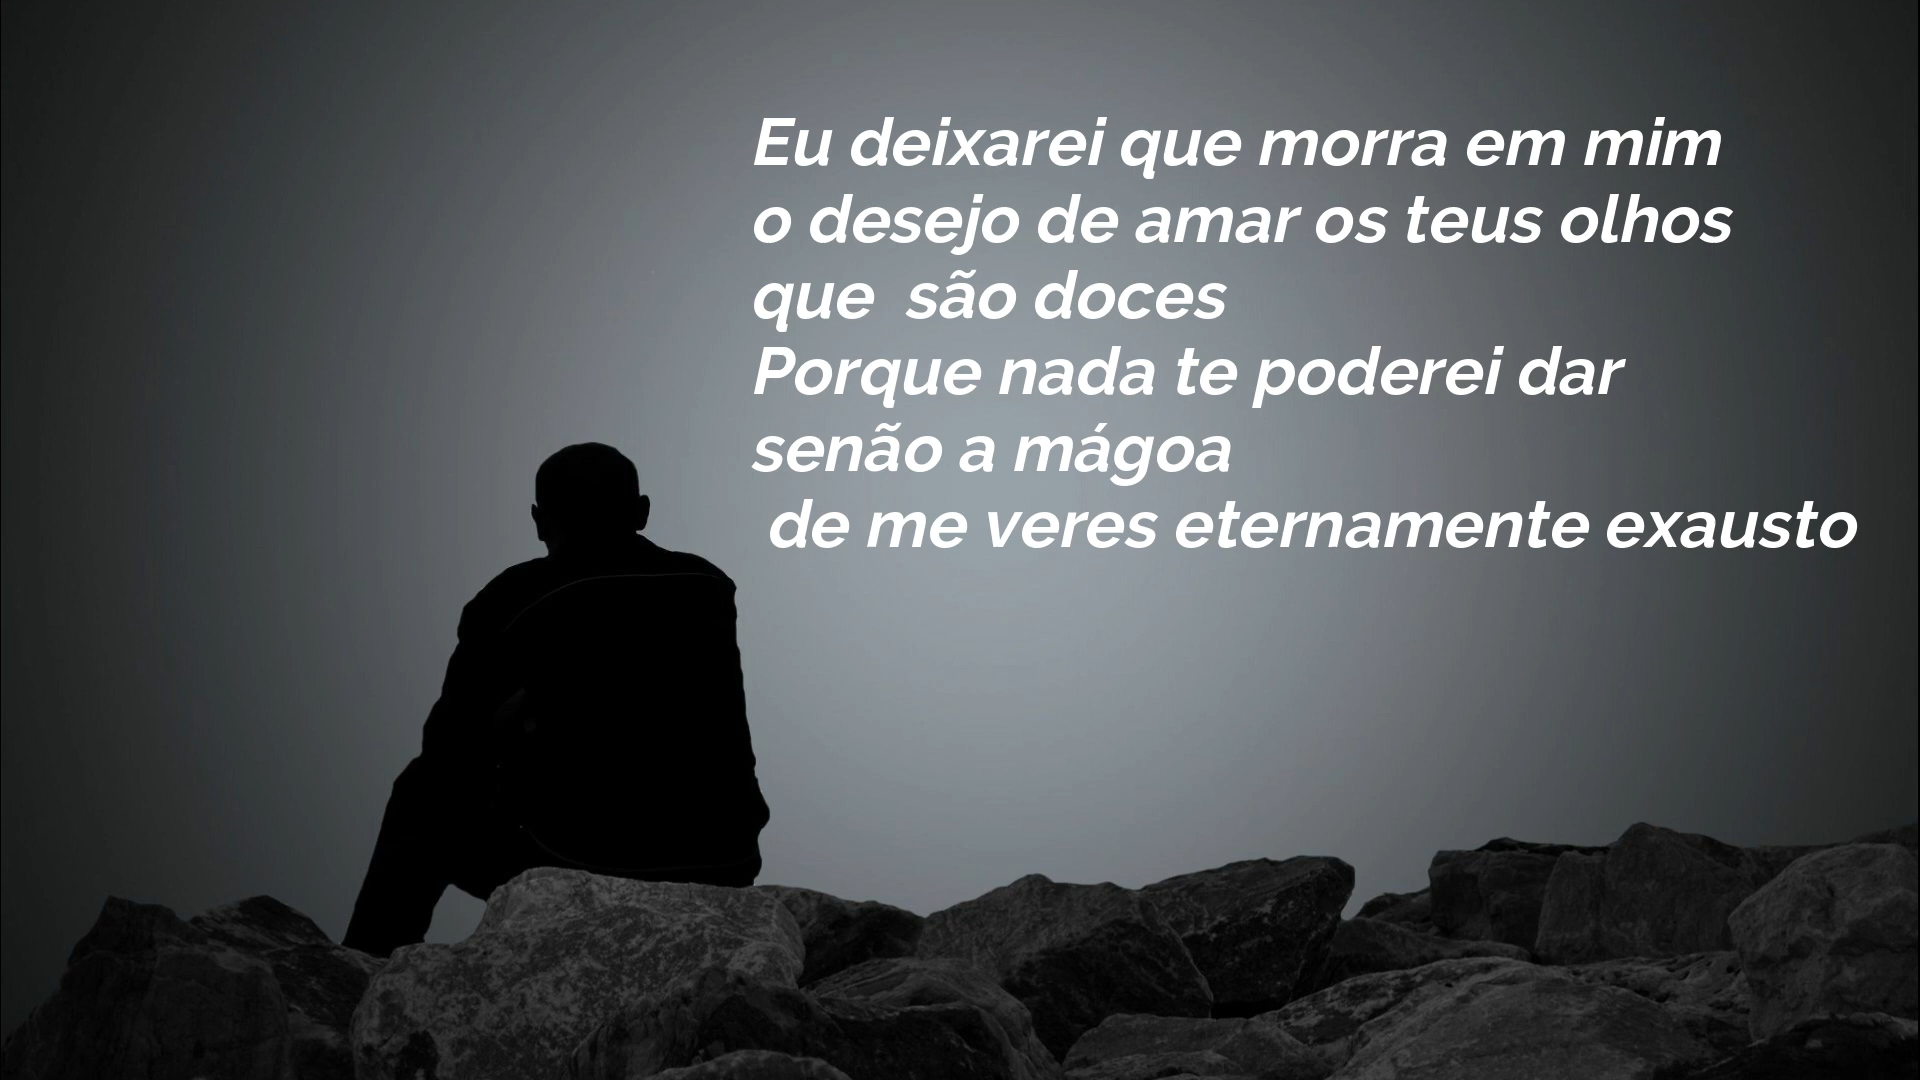 Eu deixarei que morra em mim
o desejo de amar os teus olhos
que  são doces
Porque nada te poderei dar
senão a mágoa
de me veres eternamente exausto